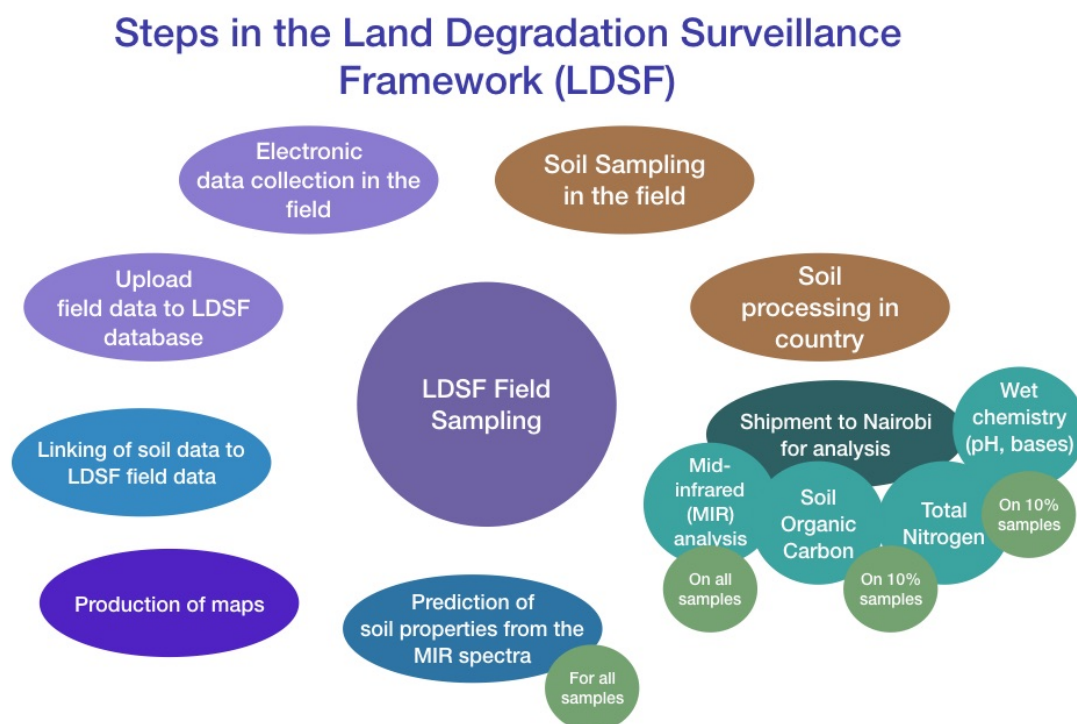 Steps in the Land Degradation Surveillance
Framework (LDSF)
Electronic
data collection in the
field
Soil Sampling
in the field
Upload
field data to LDSF
database
Soil
processing in
country
LDSF Field
Sampling
Shipment to Nairobi
for analysis
Wet
chemistry
(pH, bases)
On 10%
samples
Mid-
infrared
(MIR)
analysis
On all
samples
Soil
Organic
Carbon
Total
Nitrogen
On 10%
samples
Linking of soil data to
LDSF field data
Production of maps
Prediction of
soil properties from the
MIR spectra
For all
samples